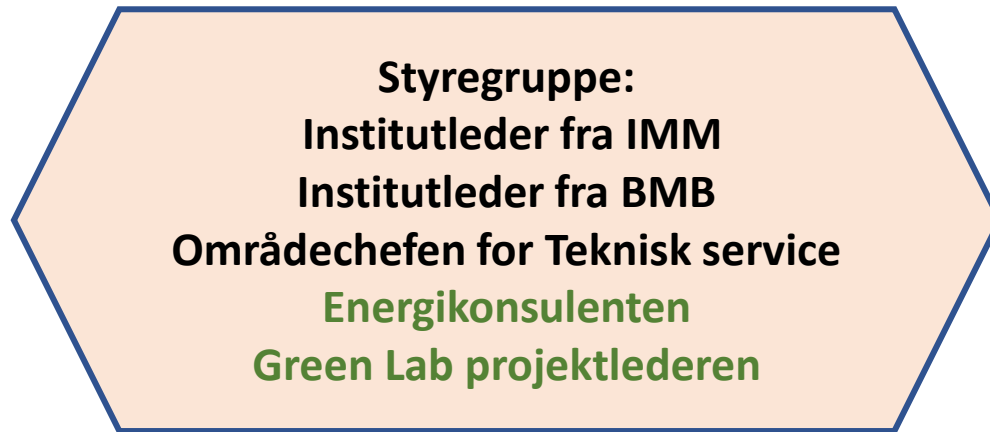 Styregruppe:
Institutleder fra IMM
Institutleder fra BMB
Områdechefen for Teknisk service
Energikonsulenten
Green Lab projektlederen